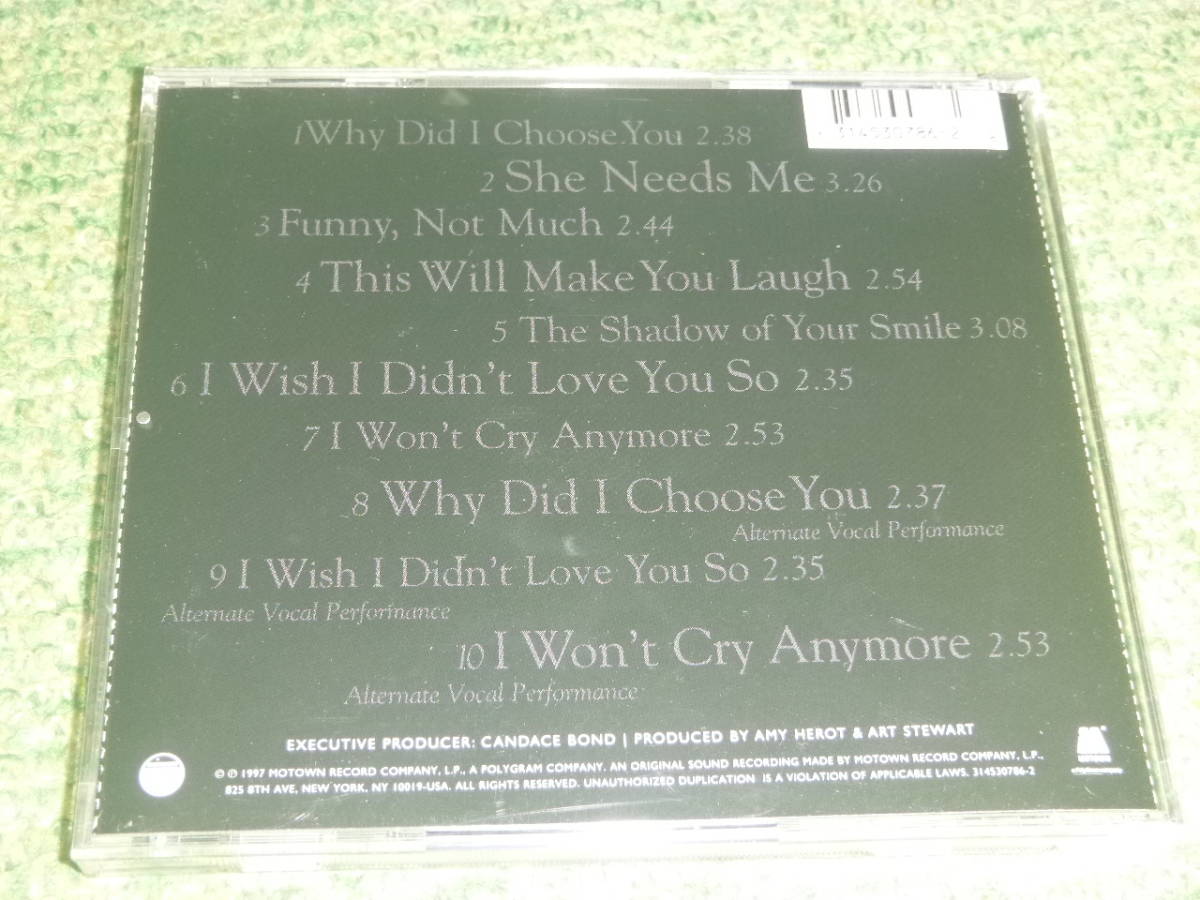 1 Why Did I Choose You 2.38
314530786-2
2 She Needs Me 3.26
3 Funny, Not Much 2.44
4 This Will Make You Laugh 2.54
5 The Shadow of Your Smile 3.08
6 I Wish I Didn't Love You So 2.35
7 I Won't Cry Anymore 2.53
8 Why Did I Choose You 2.37
Alternate Vocal Performance
9 I Wish I Didn't Love You So 2.35
Alternate Vocal Performance
10 I Won't Cry Anymore 2.53
Alternate Vocal Performance
EXECUTIVE PRODUCER: CANDACE BOND | PRODUCED BY AMY HEROT & ART STEWART
℗ © 1997 MOTOWN RECORD COMPANY, L.P., A POLYGRAM COMPANY. AN ORIGINAL SOUND RECORDING MADE BY MOTOWN RECORD COMPANY, L.P.,
825 8TH AVE, NEW YORK, NY 10019-USA. ALL RIGHTS RESERVED. UNAUTHORIZED DUPLICATION IS A VIOLATION OF APPLICABLE LAWS. 314530786-2